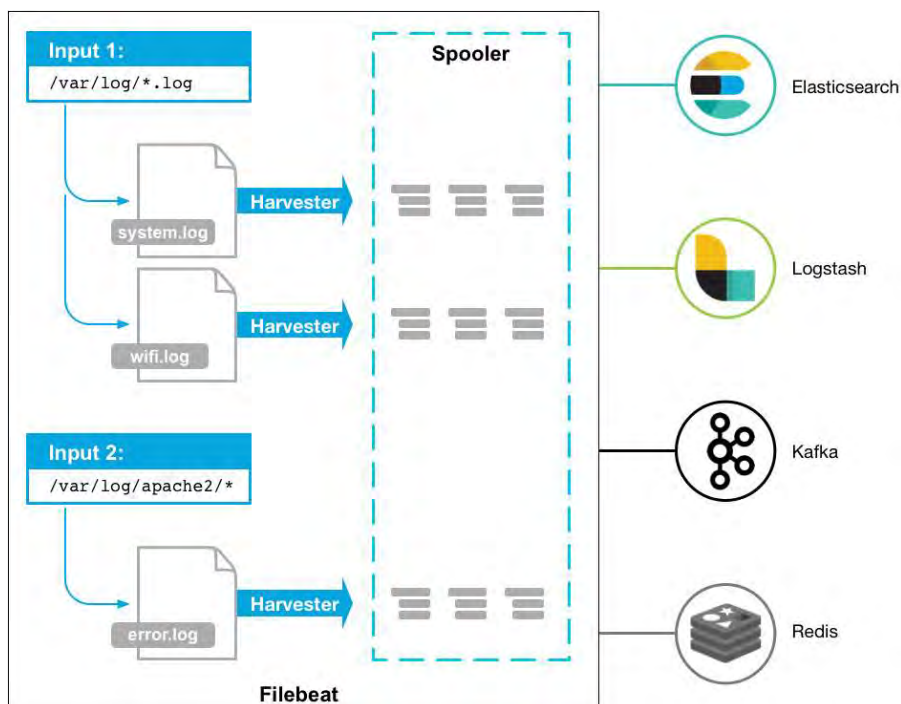 Input 1:
/var/log/*.log
Spooler
system.log
Harvester
wifi.log
Harvester
Input 2:
/var/log/apache2/*
error.log
Harvester
Filebeat
Elasticsearch
Logstash
Kafka
Redis